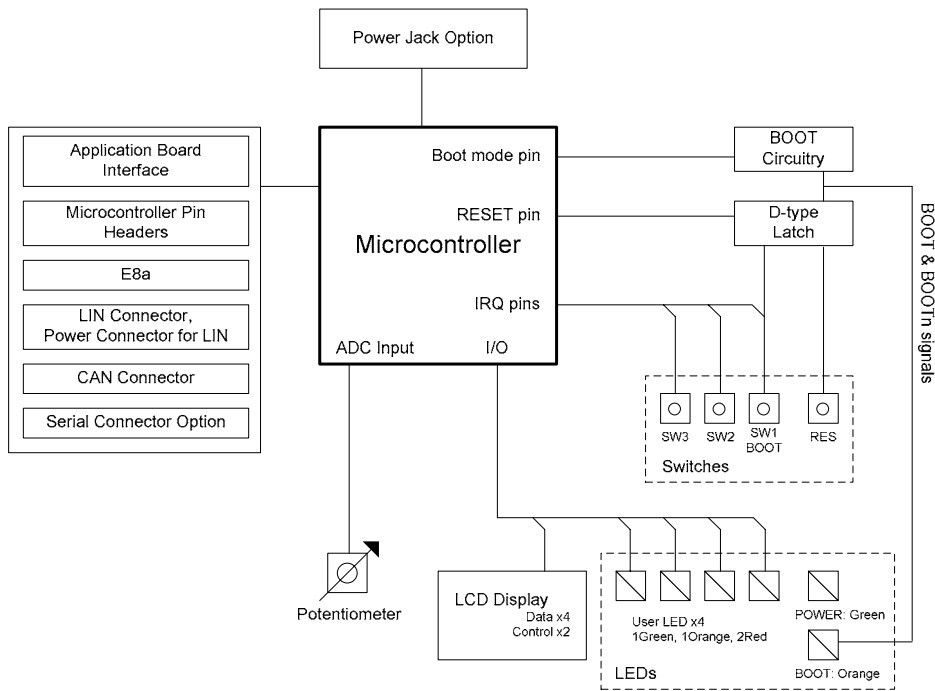 Power Jack Option
Application Board
Interface
Microcontroller Pin
Headers
E8a
LIN Connector,
Power Connector for LIN
CAN Connector
Serial Connector Option
Boot mode pin
RESET pin
Microcontroller
IRQ pins
ADC Input
I/O
BOOT
Circuitry
D-type
Latch
BOOT & BOOTn signals
SW3
SW2
SW1
BOOT
RES
Switches
Potentiometer
LCD Display
Data x4
Control x2
User LED x4
1Green, 1Orange, 2Red
POWER: Green
BOOT: Orange
LEDs